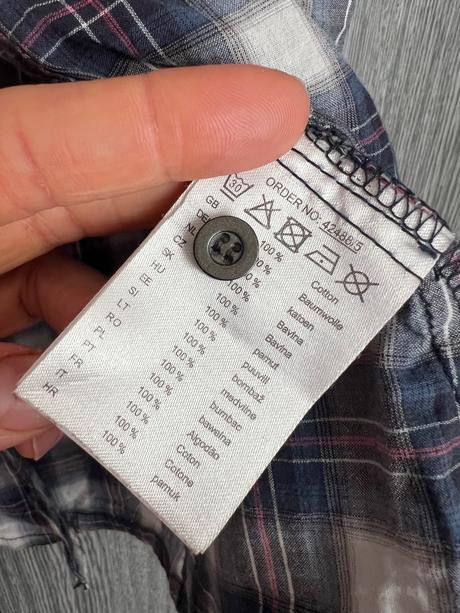 ORDER NO.: 42486/5
30
GB 100% Cotton
DE 100% Baumwolle
NL 100% katoen
CZ 100% Bavlna
SK 100% Bavlna
HU 100% pamut
EE 100% puuvill
SI 100% bombaž
LT 100% medvilnė
RO 100% bumbac
PL 100% bawełna
PT 100% Algodão
FR 100% Coton
IT 100% Cotone
HR 100% pamuk